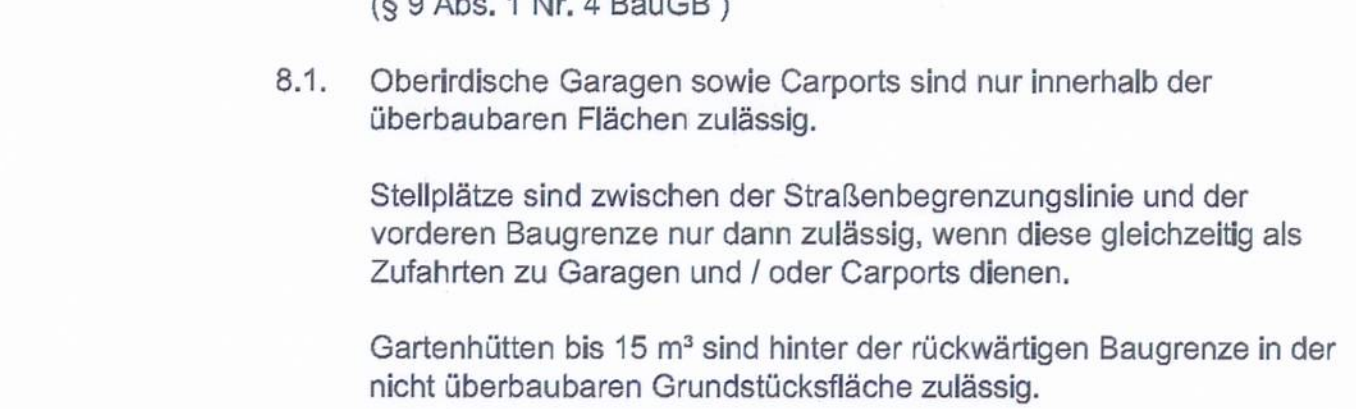 (§ 9 Abs. 1 Nr. 4 BauGB )
8.1. Oberirdische Garagen sowie Carports sind nur innerhalb der
überbaubaren Flächen zulässig.
Stellplätze sind zwischen der Straßenbegrenzungslinie und der
vorderen Baugrenze nur dann zulässig, wenn diese gleichzeitig als
Zufahrten zu Garagen und / oder Carports dienen.
Gartenhütten bis 15 m³ sind hinter der rückwärtigen Baugrenze in der
nicht überbaubaren Grundstücksfläche zulässig.